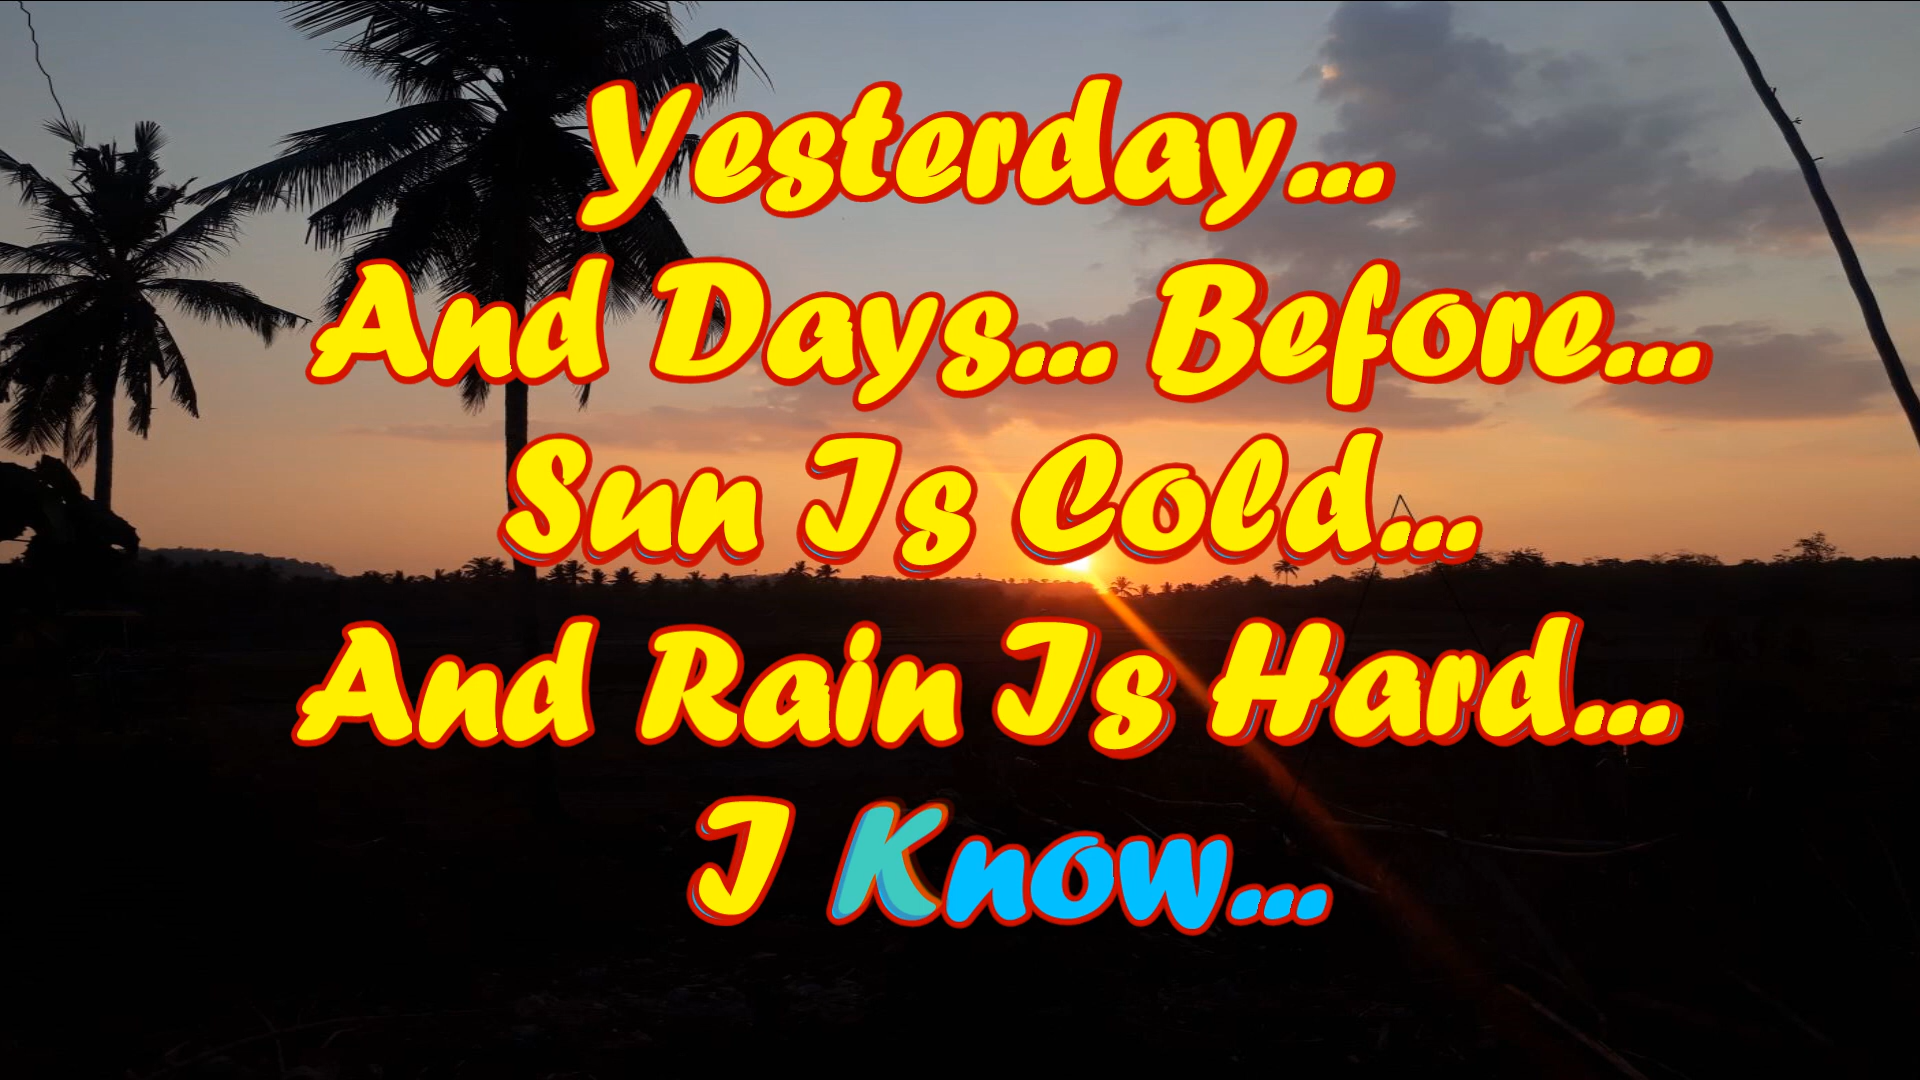 Yesterday...
And Days... Before...
Sun Is Cold...
And Rain Is Hard...
I Know...